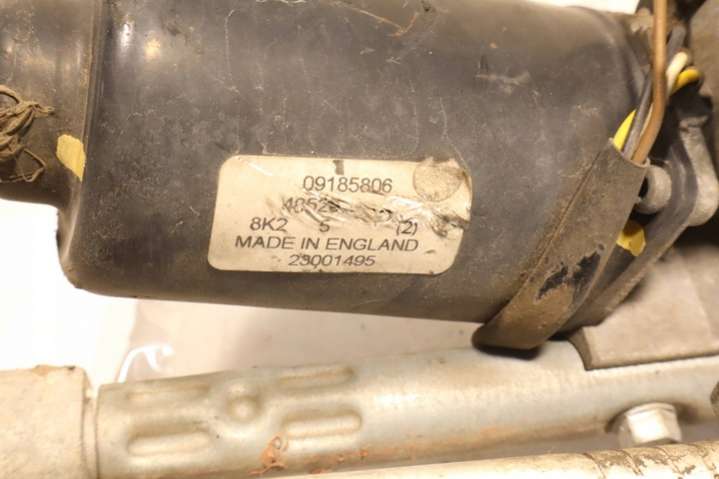 09185806
8K2 5 (2)
MADE IN ENGLAND
23001495